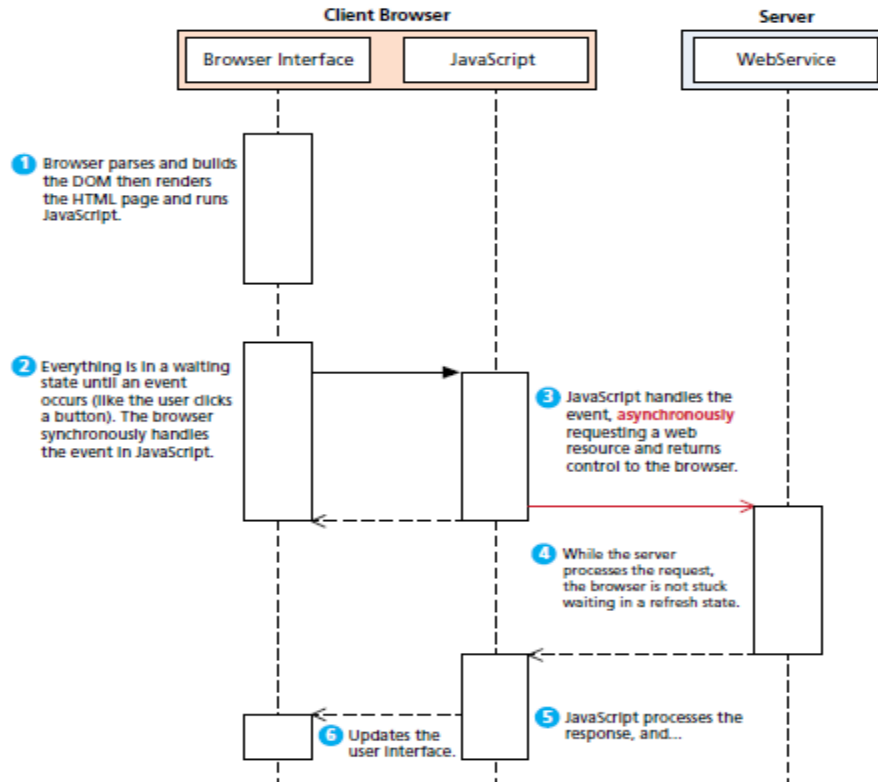 Client Browser
Server
Browser Interface
JavaScript
WebService
1 Browser parses and builds
the DOM then renders
the HTML page and runs
JavaScript.
2 Everything is in a waiting
state until an event
occurs (like the user clicks
a button). The browser
synchronously handles
the event in JavaScript.
3 JavaScript handles the
event, asynchronously
requesting a web
resource and returns
control to the browser.
4 While the server
processes the request,
the browser is not stuck
waiting in a refresh state.
5 JavaScript processes the
response, and...
6 Updates the
user interface.